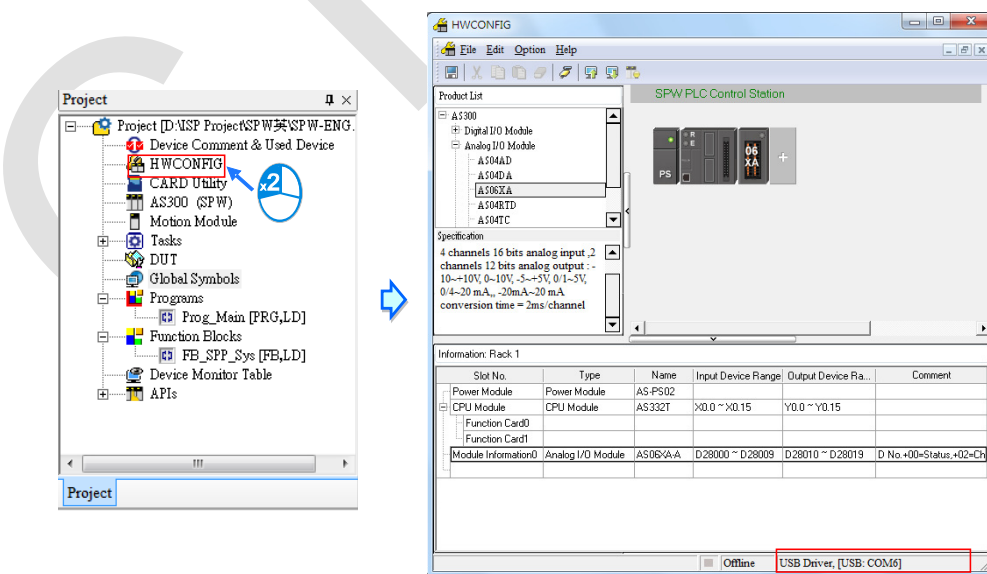 Project
Project [D:\ISP Project\SPW英\SPW-ENG.
Device Comment & Used Device
HWCONFIG
CARD Utility
AS300 (SPW)
Motion Module
Tasks
DUT
Global Symbols
Programs
Prog_Main [PRG,LD]
Function Blocks
FB_SPP_Sys [FB,LD]
Device Monitor Table
APIs
Project
x2
HWCONFIG
File Edit Option Help
Product List
AS300
Digital I/O Module
Analog I/O Module
AS04AD
AS04DA
AS06XA
AS04RTD
AS04TC
Specification
4 channels 16 bits analog input ,2
channels 12 bits analog output : -
10~+10V, 0~10V, -5~+5V, 0/1~5V,
0/4~20 mA,, -20mA~20 mA
conversion time = 2ms/channel
SPW PLC Control Station
PS
R
E
06
XA
+
Information: Rack 1
Slot No. Type Name Input Device Range Output Device Ra... Comment
Power Module Power Module AS-PS02
CPU Module CPU Module AS332T X0.0 ~ X0.15 Y0.0 ~ Y0.15
Function Card0
Function Card1
Module Information0 Analog I/O Module AS06XA-A D28000 ~ D28009 D28010 ~ D28019 D No.+00=Status,+02=Ch
Offline USB Driver, [USB: COM6]